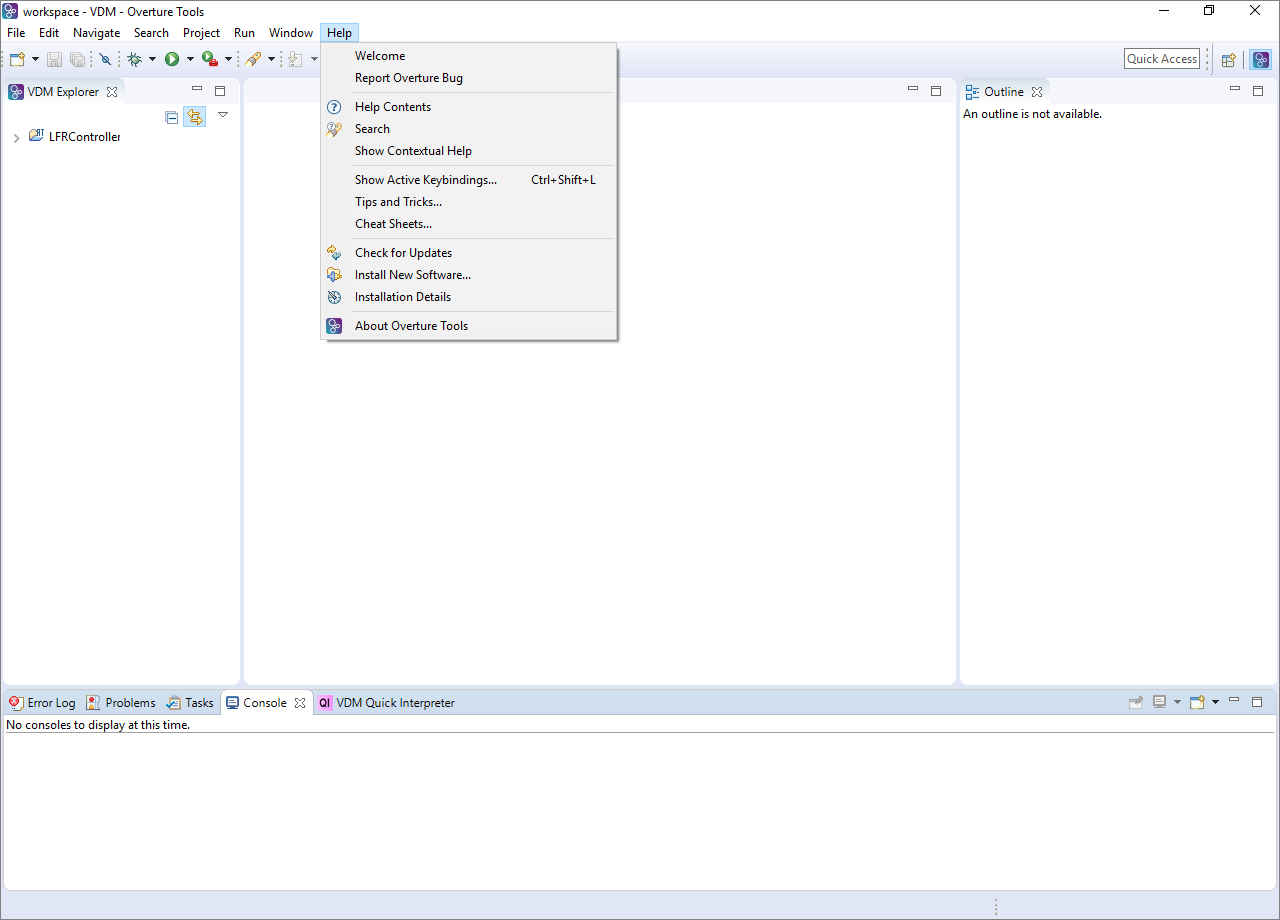 workspace - VDM - Overture Tools
File Edit Navigate Search Project Run Window Help
Quick Access
VDM Explorer
LFRController
Welcome
Report Overture Bug
Help Contents
Search
Show Contextual Help
Show Active Keybindings... Ctrl+Shift+L
Tips and Tricks...
Cheat Sheets...
Check for Updates
Install New Software...
Installation Details
About Overture Tools
Outline
An outline is not available.
Error Log Problems Tasks Console QI VDM Quick Interpreter
No consoles to display at this time.